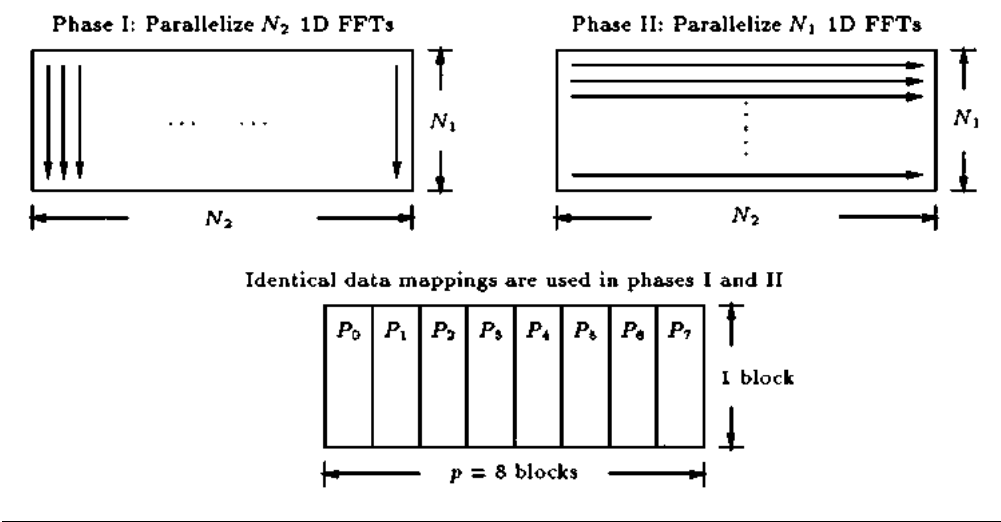 Phase I: Parallelize N₂ 1D FFTs
Phase II: Parallelize N₁ 1D FFTs
... ...
N₁
N₁
N₂
N₂
Identical data mappings are used in phases I and II
P₀ P₁ P₂ P₃ P₄ P₅ P₆ P₇
1 block
p = 8 blocks